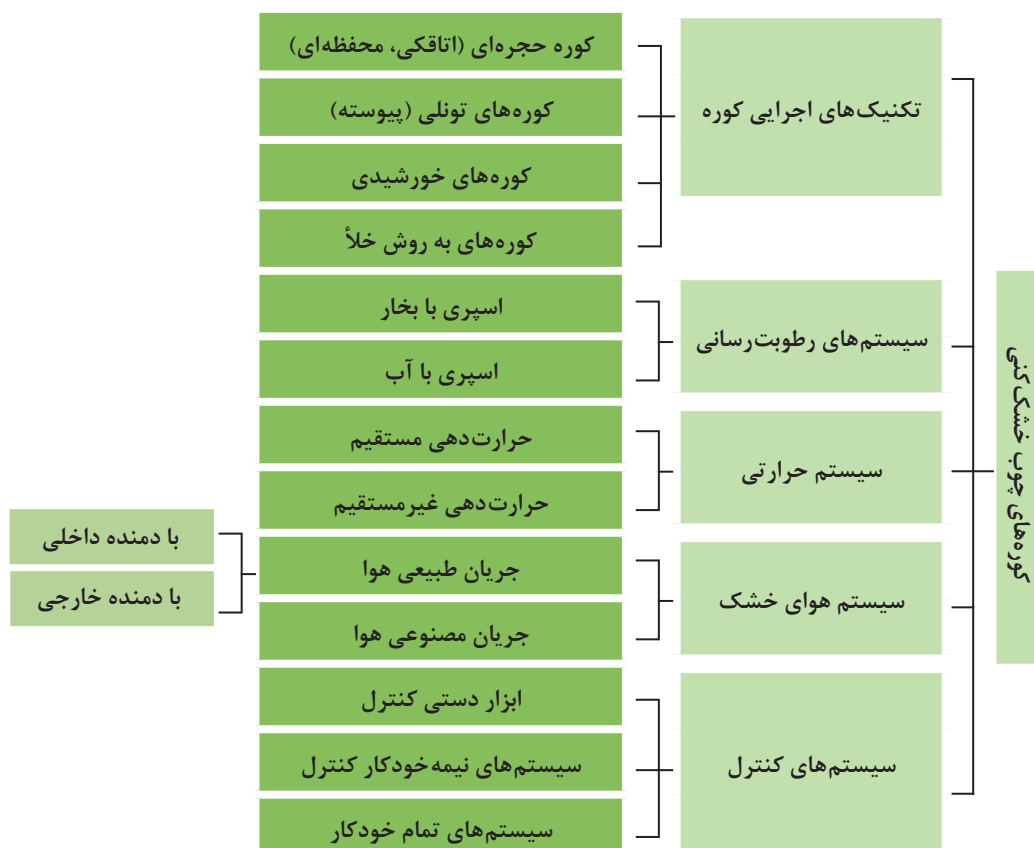 کوره‌های چوب خشک‌کنی
تکنیک‌های اجرایی کوره
کوره حجره‌ای (اتاقکی، محفظه‌ای)
کوره‌های تونلی (پیوسته)
کوره‌های خورشیدی
کوره‌های به روش خلأ
سیستم‌های رطوبت‌رسانی
اسپری با بخار
اسپری با آب
سیستم حرارتی
حرارت‌دهی مستقیم
حرارت‌دهی غیرمستقیم
سیستم هوای خشک
جریان طبیعی هوا
با دمنده داخلی
با دمنده خارجی
جریان مصنوعی هوا
سیستم‌های کنترل
ابزار دستی کنترل
سیستم‌های نیمه‌خودکار کنترل
سیستم‌های تمام خودکار